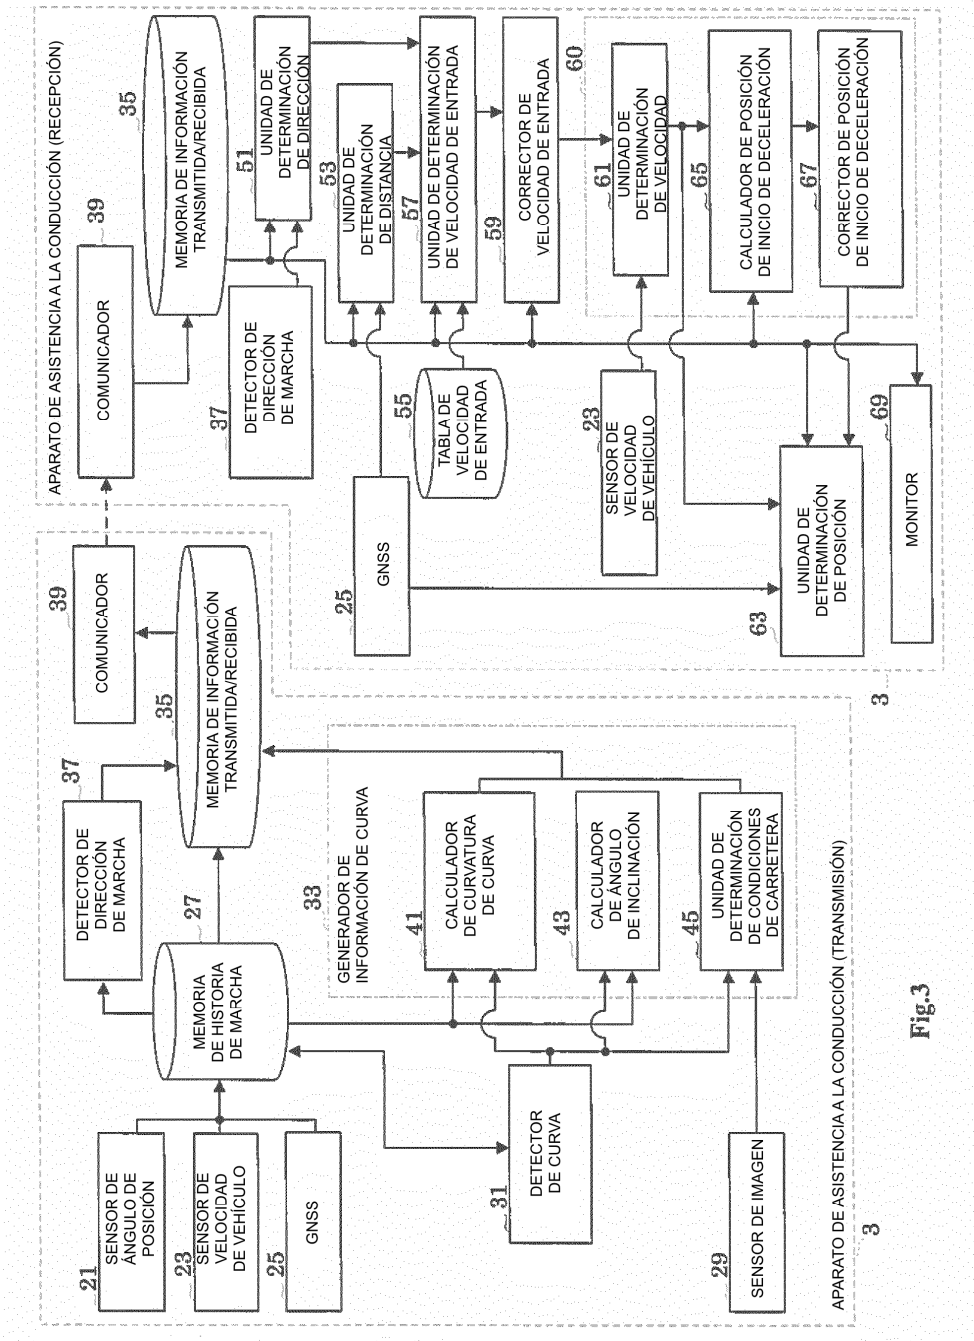 APARATO DE ASISTENCIA A LA CONDUCCIÓN (TRANSMISIÓN)
3
21
SENSOR DE
ÁNGULO DE
POSICIÓN
23
SENSOR DE
VELOCIDAD
DE VEHÍCULO
25
GNSS
27
MEMORIA
DE HISTORIA
DE MARCHA
37
DETECTOR DE
DIRECCIÓN
DE MARCHA
35
MEMORIA DE INFORMACIÓN
TRANSMITIDA/RECIBIDA
39
COMUNICADOR
31
DETECTOR
DE CURVA
29
SENSOR DE IMAGEN
33
GENERADOR DE
INFORMACIÓN DE CURVA
41
CALCULADOR
DE CURVATURA
DE CURVA
43
CALCULADOR
DE ÁNGULO
DE INCLINACIÓN
45
UNIDAD DE
DETERMINACIÓN
DE CONDICIONES
DE CARRETERA
APARATO DE ASISTENCIA A LA CONDUCCIÓN (RECEPCIÓN)
3
39
COMUNICADOR
35
MEMORIA DE INFORMACIÓN
TRANSMITIDA/RECIBIDA
37
DETECTOR DE
DIRECCIÓN
DE MARCHA
51
UNIDAD DE
DETERMINACIÓN
DE DIRECCIÓN
53
UNIDAD DE
DETERMINACIÓN
DE DISTANCIA
25
GNSS
55
TABLA DE
VELOCIDAD
DE ENTRADA
57
UNIDAD DE DETERMINACIÓN
DE VELOCIDAD DE ENTRADA
59
CORRECTOR DE
VELOCIDAD DE ENTRADA
60
23
SENSOR DE
VELOCIDAD
DE VEHÍCULO
61
UNIDAD DE
DETERMINACIÓN
DE VELOCIDAD
65
CALCULADOR DE POSICIÓN
DE INICIO DE DECELERACIÓN
67
CORRECTOR DE POSICIÓN
DE INICIO DE DECELERACIÓN
63
UNIDAD DE
DETERMINACIÓN
DE POSICIÓN
69
MONITOR
Fig.3